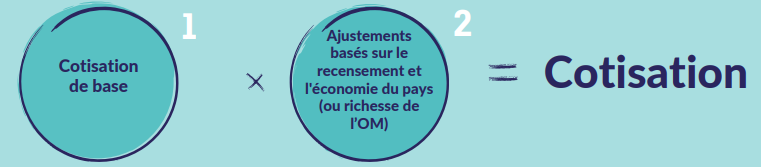 1
Cotisation
de base
×
2
Ajustements
basés sur le
recensement et
l'économie du pays
(ou richesse de
l'OM)
= Cotisation